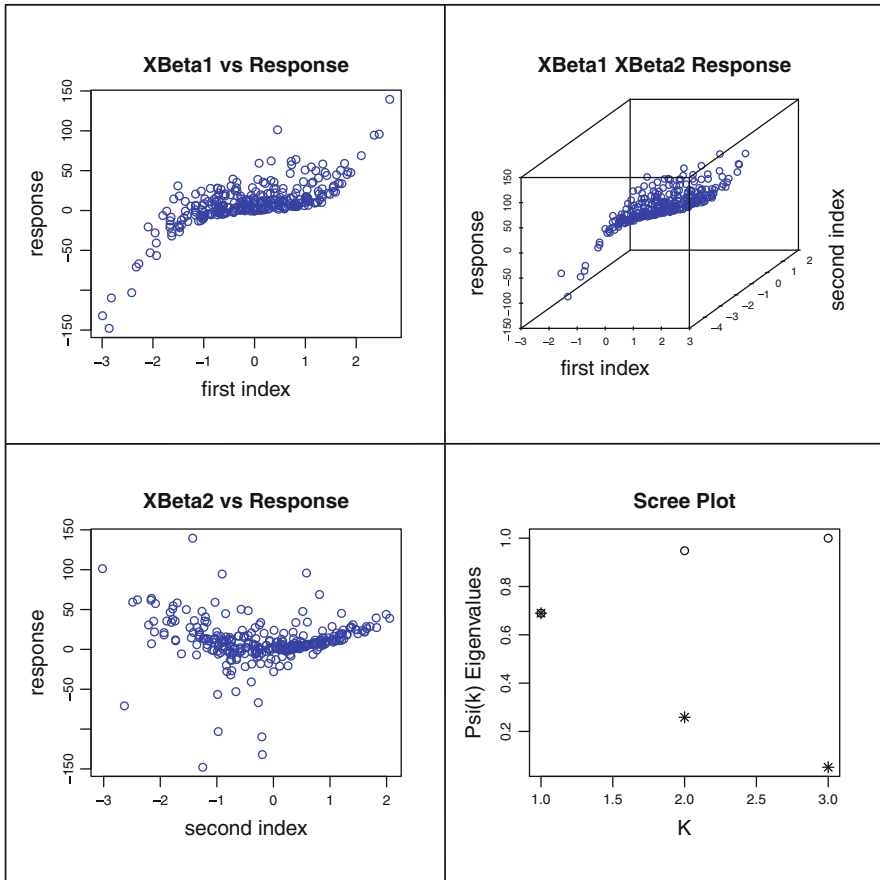 XBeta1 vs Response
150
100
50
0
−50
−150
response
−3 −2 −1 0 1 2
first index
XBeta1 XBeta2 Response
150
100
50
0
−50
−100
−150
response
−3 −2 −1 0 1 2 3
first index
−4 −3 −2 −1 0 1 2
second index
XBeta2 vs Response
150
100
50
0
−50
−150
response
−3 −2 −1 0 1 2
second index
Scree Plot
1.0
0.8
0.6
0.4
0.2
Psi(k) Eigenvalues
1.0 1.5 2.0 2.5 3.0
K